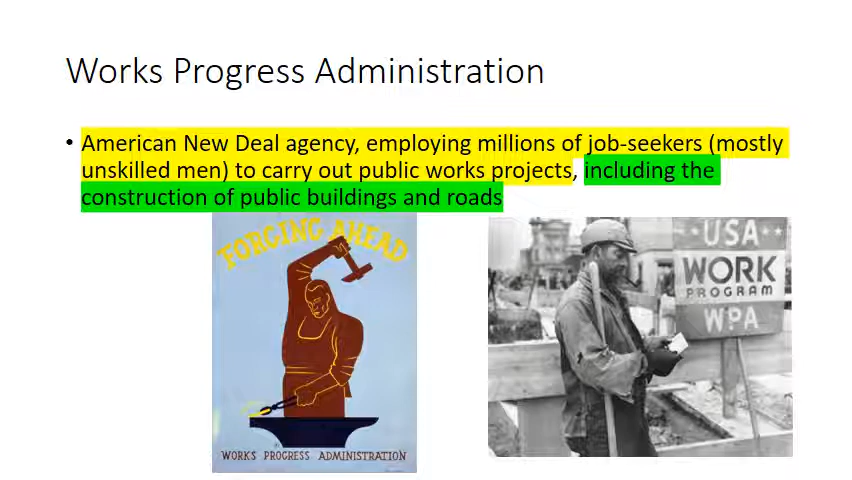 Works Progress Administration
• American New Deal agency, employing millions of job-seekers (mostly
unskilled men) to carry out public works projects, including the
construction of public buildings and roads
FORGING AHEAD
WORKS PROGRESS ADMINISTRATION
USA
WORK
PROGRAM
WPA